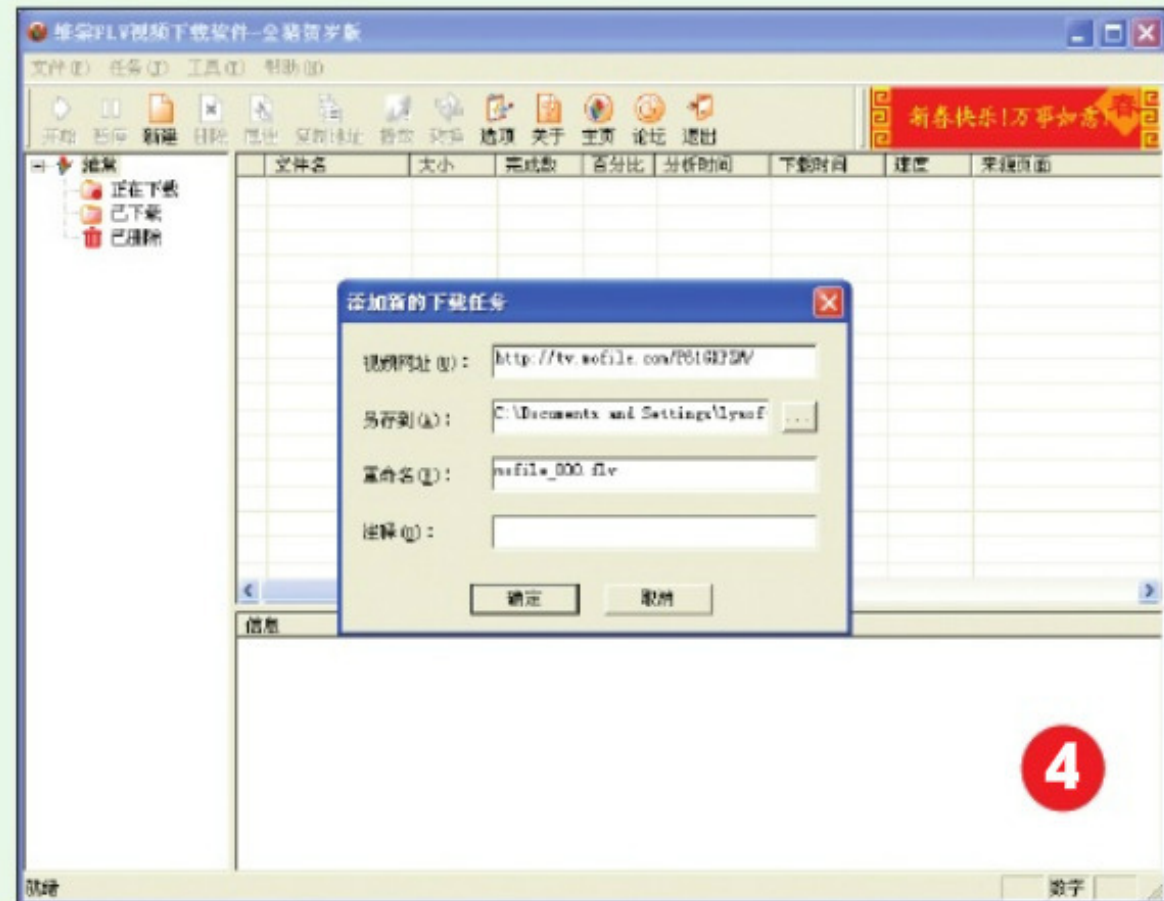 维棠FLV视频下载软件-金猪贺岁版
文件(F) 任务(J) 工具(T) 帮助(H)
开始 暂停 新建 删除 属性 复制地址 播放 转换 选项 关于 主页 论坛 退出
新春快乐!万事如意! 春
维棠
正在下载
已下载
已删除
文件名 大小 完成数 百分比 分析时间 下载时间 速度 来源页面
添加新的下载任务
视频网址(U):
http://tv.mofile.com/
另存到(A):
C:\Documents and Settings\lysof
...
重命名(R):
mofile_000.flv
注释(N):
确定 取消
信息
4
就绪 数字